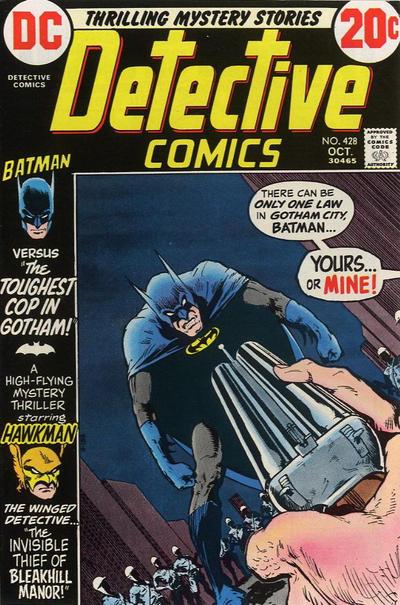 DC
THRILLING MYSTERY STORIES
20¢
DETECTIVE
COMICS
Detective
COMICS
NO. 428
OCT.
30465
APPROVED
BY THE
COMICS
CODE
AUTHORITY
BATMAN
VERSUS
"The
TOUGHEST
COP IN
GOTHAM!"
A
HIGH-FLYING
MYSTERY
THRILLER
starring
HAWKMAN
THE WINGED
DETECTIVE...
"The
INVISIBLE
THIEF OF
BLEAKHILL
MANOR!"
THERE CAN BE
ONLY ONE LAW
IN GOTHAM CITY,
BATMAN...
YOURS...
OR MINE!